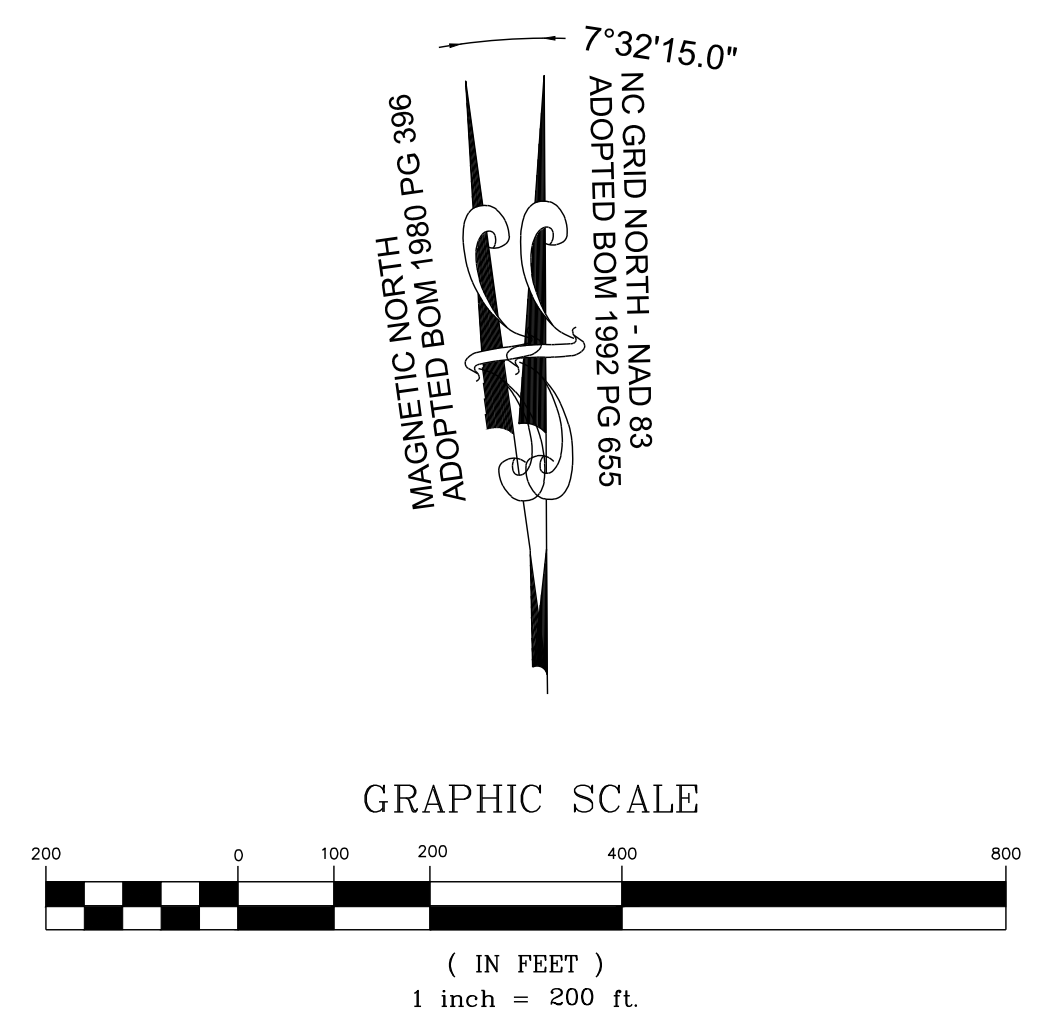 7°32'15.0"
MAGNETIC NORTH
ADOPTED BOM 1980 PG 396
NC GRID NORTH - NAD 83
ADOPTED BOM 1992 PG 655
GRAPHIC SCALE
200 0 100 200 400 800
( IN FEET )
1 inch = 200 ft.